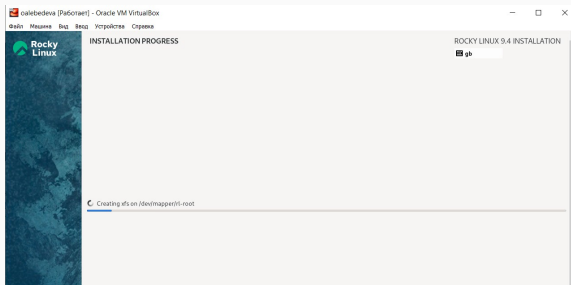 oalebedeva [Работает] - Oracle VM VirtualBox
Файл Машина Вид Ввод Устройства Справка
Rocky
Linux
INSTALLATION PROGRESS
ROCKY LINUX 9.4 INSTALLATION
gb
Creating xfs on /dev/mapper/rl-root